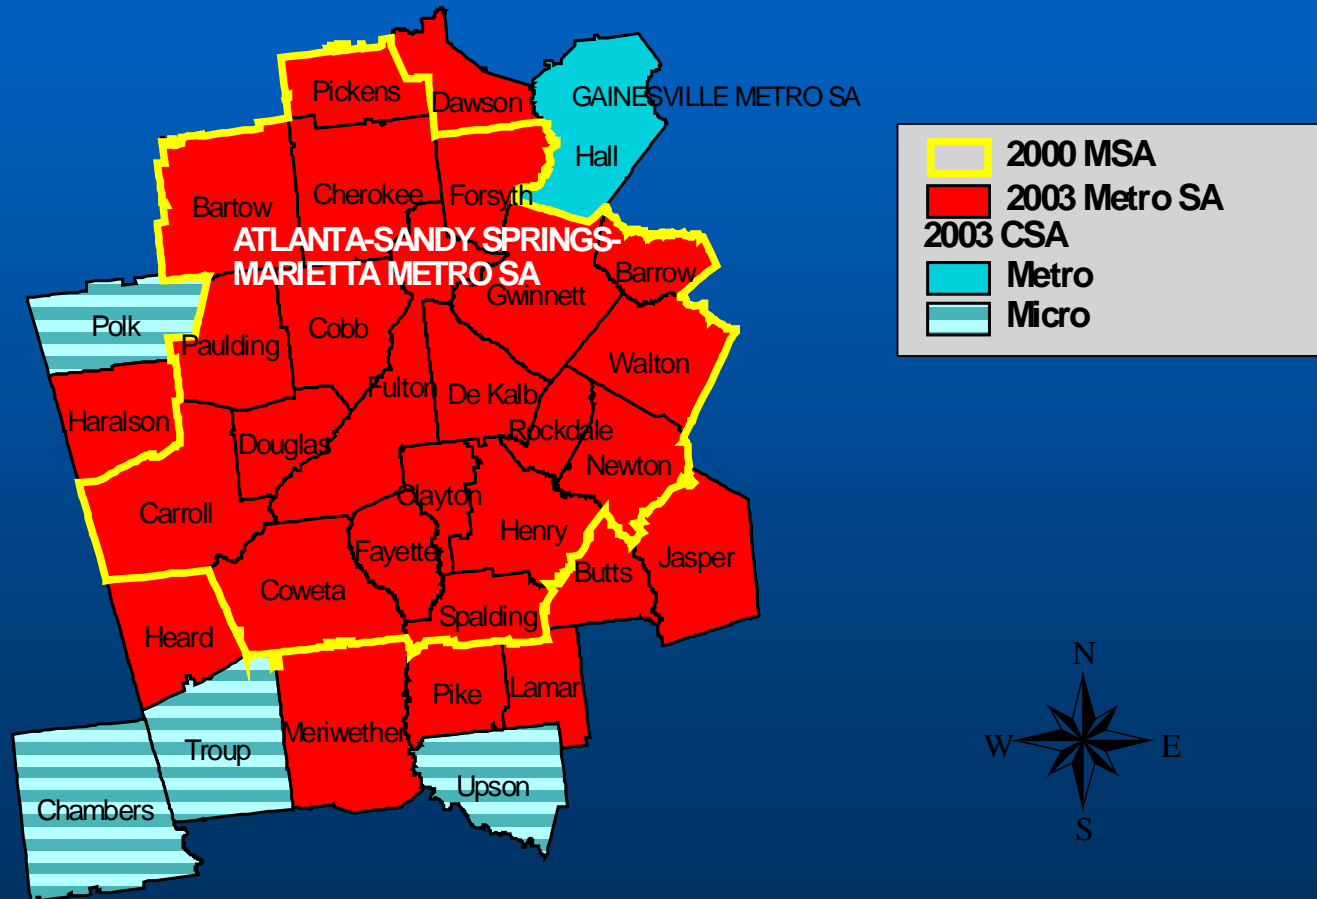 Pickens
Dawson
GAINESVILLE METRO SA
Hall
Cherokee
Forsyth
Bartow
ATLANTA-SANDY SPRINGS-
MARIETTA METRO SA
Barrow
Gwinnett
Polk
Paulding
Cobb
Walton
Fulton
De Kalb
Haralson
Douglas
Rockdale
Newton
Carroll
Clayton
Henry
Fayette
Jasper
Butts
Coweta
Spalding
Heard
Pike
Lamar
Meriwether
Troup
Upson
Chambers
2000 MSA
2003 Metro SA
2003 CSA
Metro
Micro
N
W
E
S